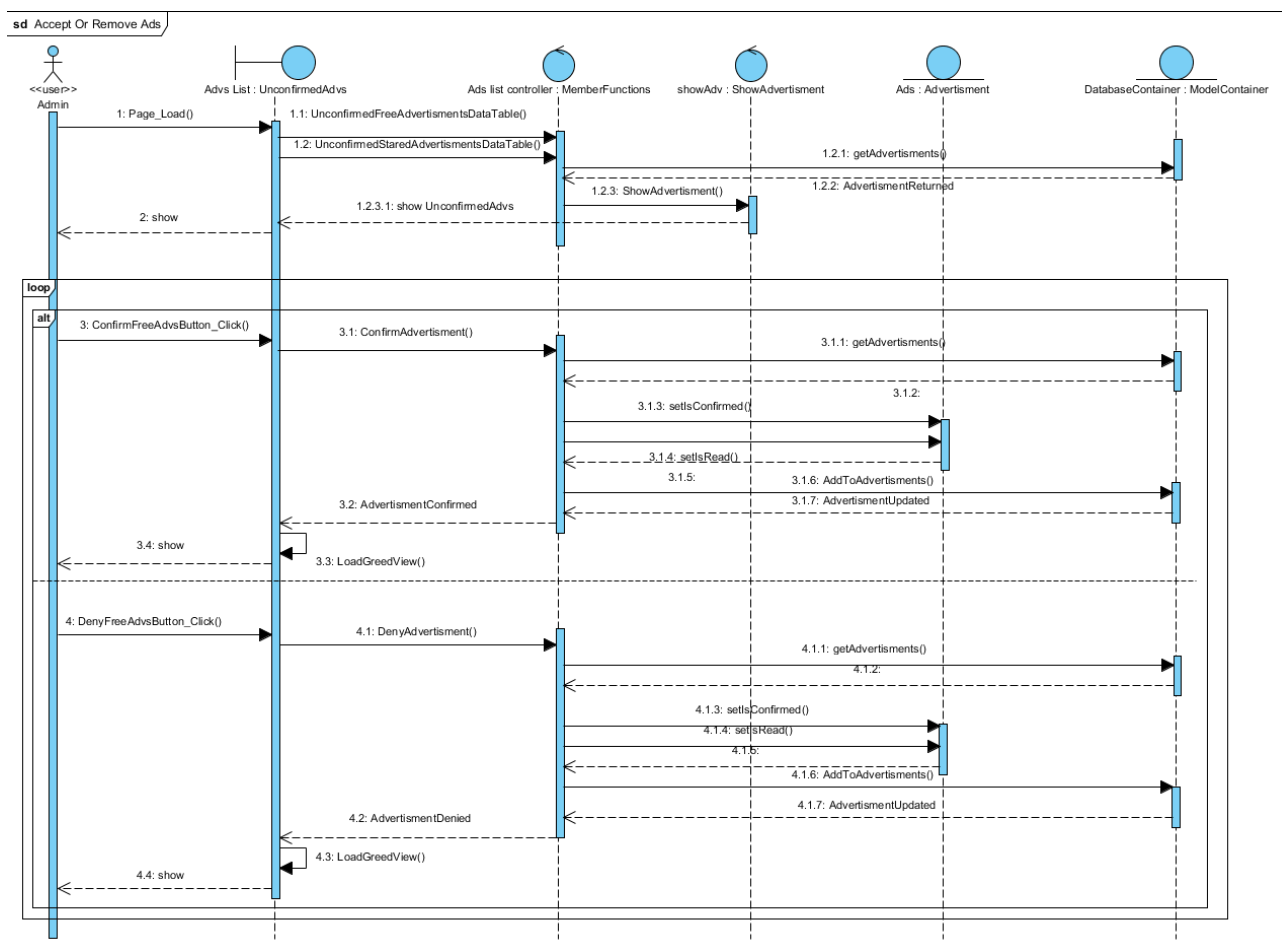 sd Accept Or Remove Ads
<<user>>
Admin
Advs List : UnconfirmedAdvs
Ads list controller : MemberFunctions
showAdv : ShowAdvertisment
Ads : Advertisment
DatabaseContainer : ModelContainer
1: Page_Load()
1.1: UnconfirmedFreeAdvertismentsDataTable()
1.2: UnconfirmedStaredAdvertismentsDataTable()
1.2.1: getAdvertisments()
1.2.2: AdvertismentReturned
1.2.3: ShowAdvertisment()
1.2.3.1: show UnconfirmedAdvs
2: show
loop
alt
3: ConfirmFreeAdvsButton_Click()
3.1: ConfirmAdvertisment()
3.1.1: getAdvertisments()
3.1.2:
3.1.3: setIsConfirmed()
3.1.4: setIsRead()
3.1.5:
3.1.6: AddToAdvertisments()
3.1.7: AdvertismentUpdated
3.2: AdvertismentConfirmed
3.3: LoadGreedView()
3.4: show
4: DenyFreeAdvsButton_Click()
4.1: DenyAdvertisment()
4.1.1: getAdvertisments()
4.1.2:
4.1.3: setIsConfirmed()
4.1.4: setIsRead()
4.1.5:
4.1.6: AddToAdvertisments()
4.1.7: AdvertismentUpdated
4.2: AdvertismentDenied
4.3: LoadGreedView()
4.4: show